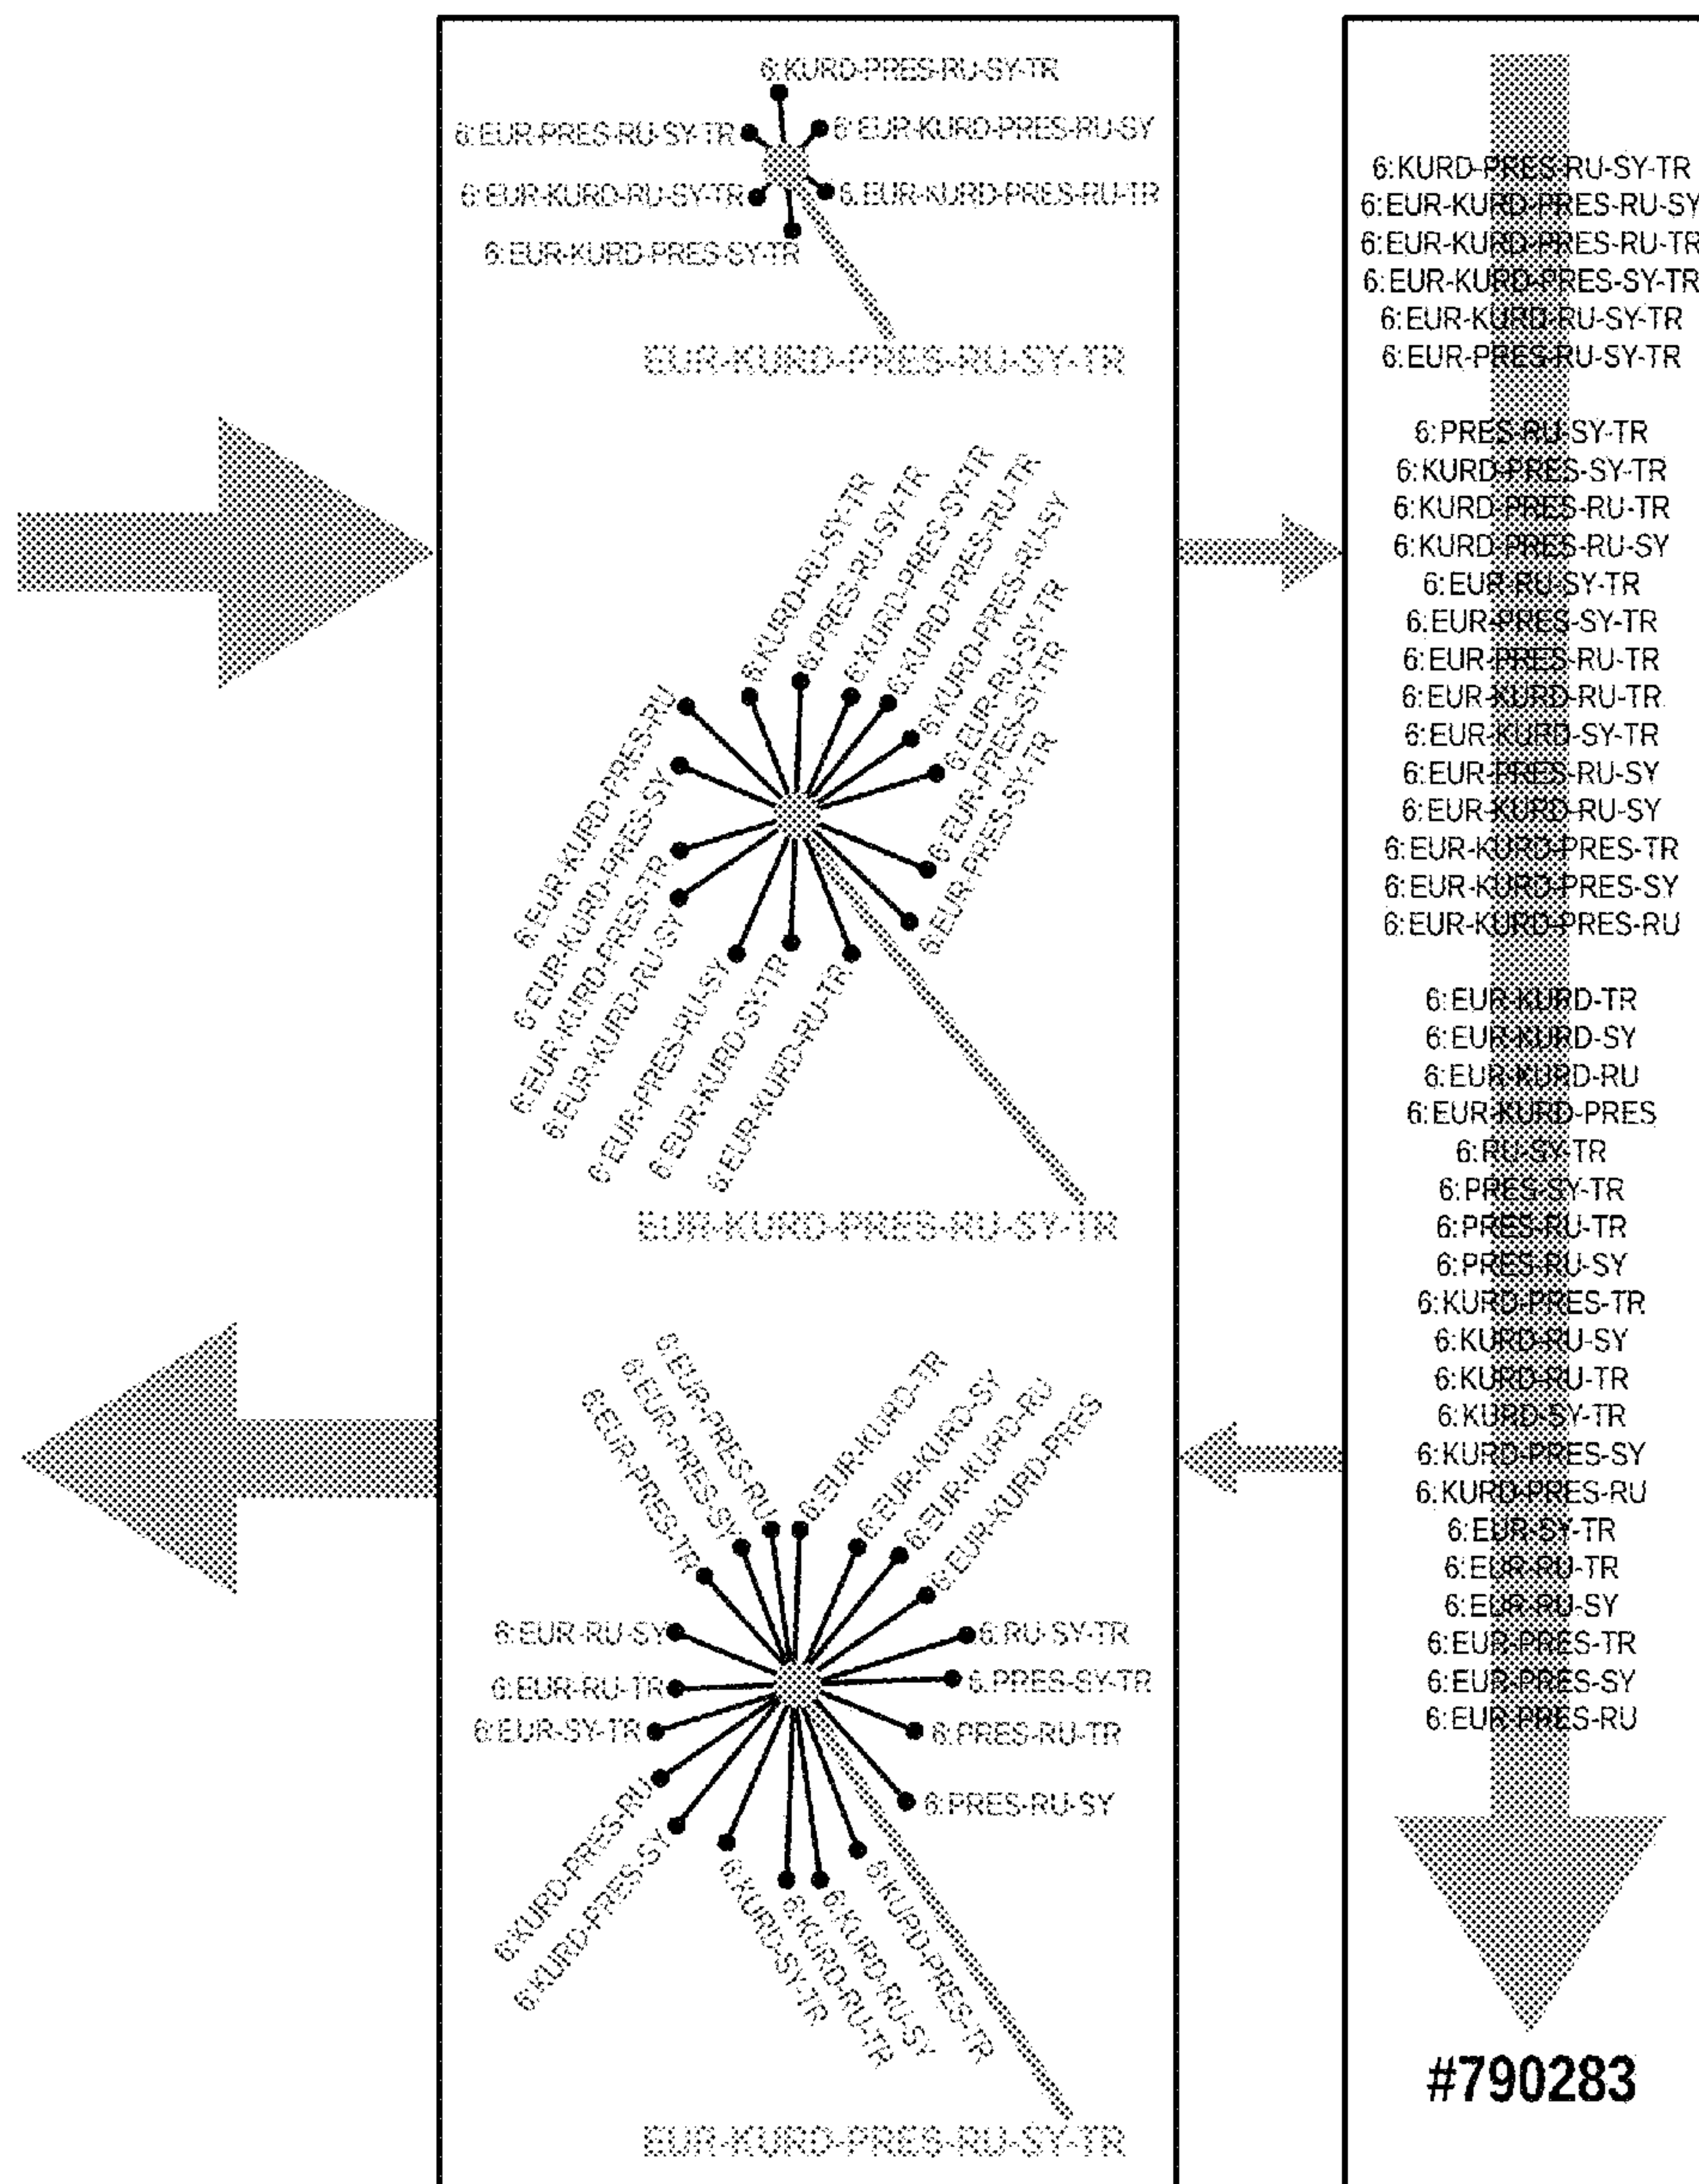 6:KURD-PRES-RU-SY-TR
6:EUR-PRES-RU-SY-TR
6:EUR-KURD-PRES-RU-SY
6:EUR-KURD-RU-SY-TR
6.EUR-KURD-PRES-RU-TR
6:EUR-KURD-PRES-SY-TR
EUR-KURD-PRES-RU-SY-TR
6:KURD-RU-SY-TR
6:PRES-RU-SY-TR
6:KURD-PRES-SY-TR
6:KURD-PRES-RU-TR
6:KURD-PRES-RU-SY
6:EUR-RU-SY-TR
6:EUR-PRES-SY-TR
6:EUR-PRES-SY-TR
6:EUR-KURD-PRES-RU
6:EUR-KURD-PRES-SY
6:EUR-KURD-PRES-TR
6:EUR-KURD-RU-SY
6:EUR-PRES-RU-SY
6:EUR-KURD-SY-TR
6:EUR-KURD-RU-TR
EUR-KURD-PRES-RU-SY-TR
6:EUR-PRES-RU
6:EUR-PRES-SY
6:EUR-PRES-TR
6:EUR-KURD-TR
6:EUR-KURD-SY
6:EUR-KURD-RU
6:EUR-KURD-PRES
6:EUR-RU-SY
6:RU-SY-TR
6:EUR-RU-TR
6.PRES-SY-TR
6:EUR-SY-TR
6:PRES-RU-TR
6:PRES-RU-SY
6:KURD-PRES-RU
6:KURD-PRES-SY
6:KURD-SY-TR
6:KURD-RU-TR
6:KURD-RU-SY
6:KURD-PRES-TR
EUR-KURD-PRES-RU-SY-TR
6:KURD-PRES-RU-SY-TR
6:EUR-KURD-PRES-RU-SY
6:EUR-KURD-PRES-RU-TR
6:EUR-KURD-PRES-SY-TR
6:EUR-KURD-RU-SY-TR
6:EUR-PRES-RU-SY-TR
6:PRES-RU-SY-TR
6:KURD-PRES-SY-TR
6:KURD-PRES-RU-TR
6:KURD-PRES-RU-SY
6:EUR-RU-SY-TR
6:EUR-PRES-SY-TR
6:EUR-PRES-RU-TR
6:EUR-KURD-RU-TR
6:EUR-KURD-SY-TR
6:EUR-PRES-RU-SY
6:EUR-KURD-RU-SY
6:EUR-KURD-PRES-TR
6:EUR-KURD-PRES-SY
6:EUR-KURD-PRES-RU
6:EUR-KURD-TR
6:EUR-KURD-SY
6:EUR-KURD-RU
6:EUR-KURD-PRES
6:RU-SY-TR
6:PRES-SY-TR
6:PRES-RU-TR
6:PRES-RU-SY
6:KURD-PRES-TR
6:KURD-RU-SY
6:KURD-RU-TR
6:KURD-SY-TR
6:KURD-PRES-SY
6:KURD-PRES-RU
6:EUR-SY-TR
6:EUR-RU-TR
6:EUR-RU-SY
6:EUR-PRES-TR
6:EUR-PRES-SY
6:EUR-PRES-RU
#790283